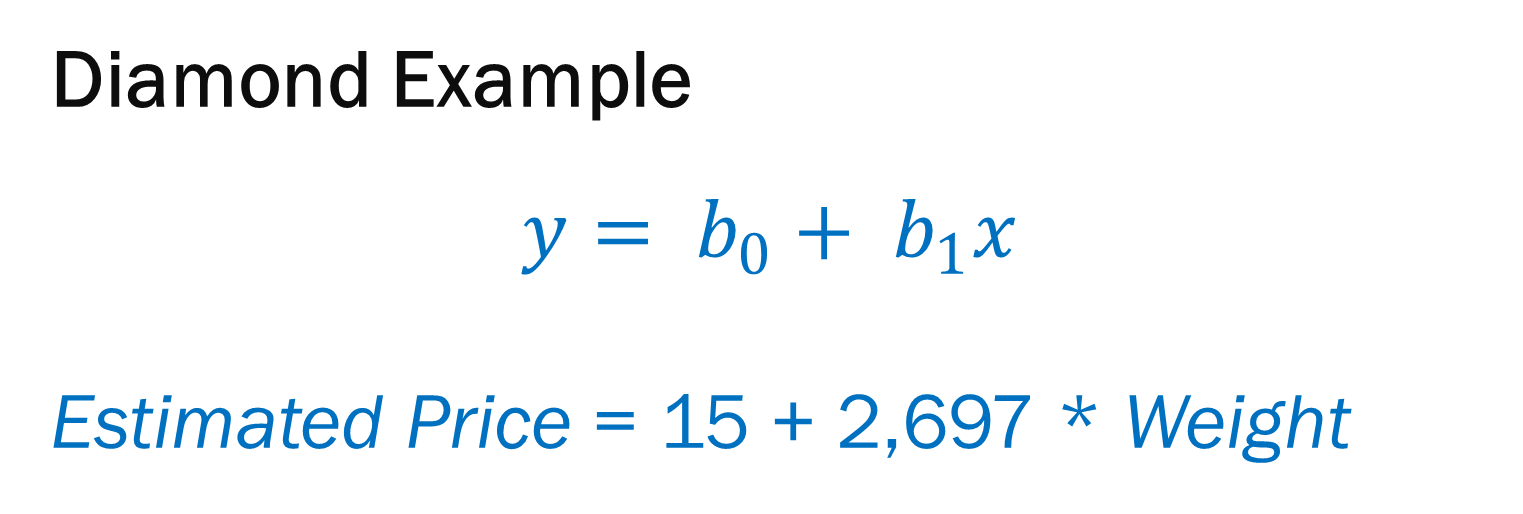 Diamond Example
y = b₀ + b₁x
Estimated Price = 15 + 2,697 * Weight